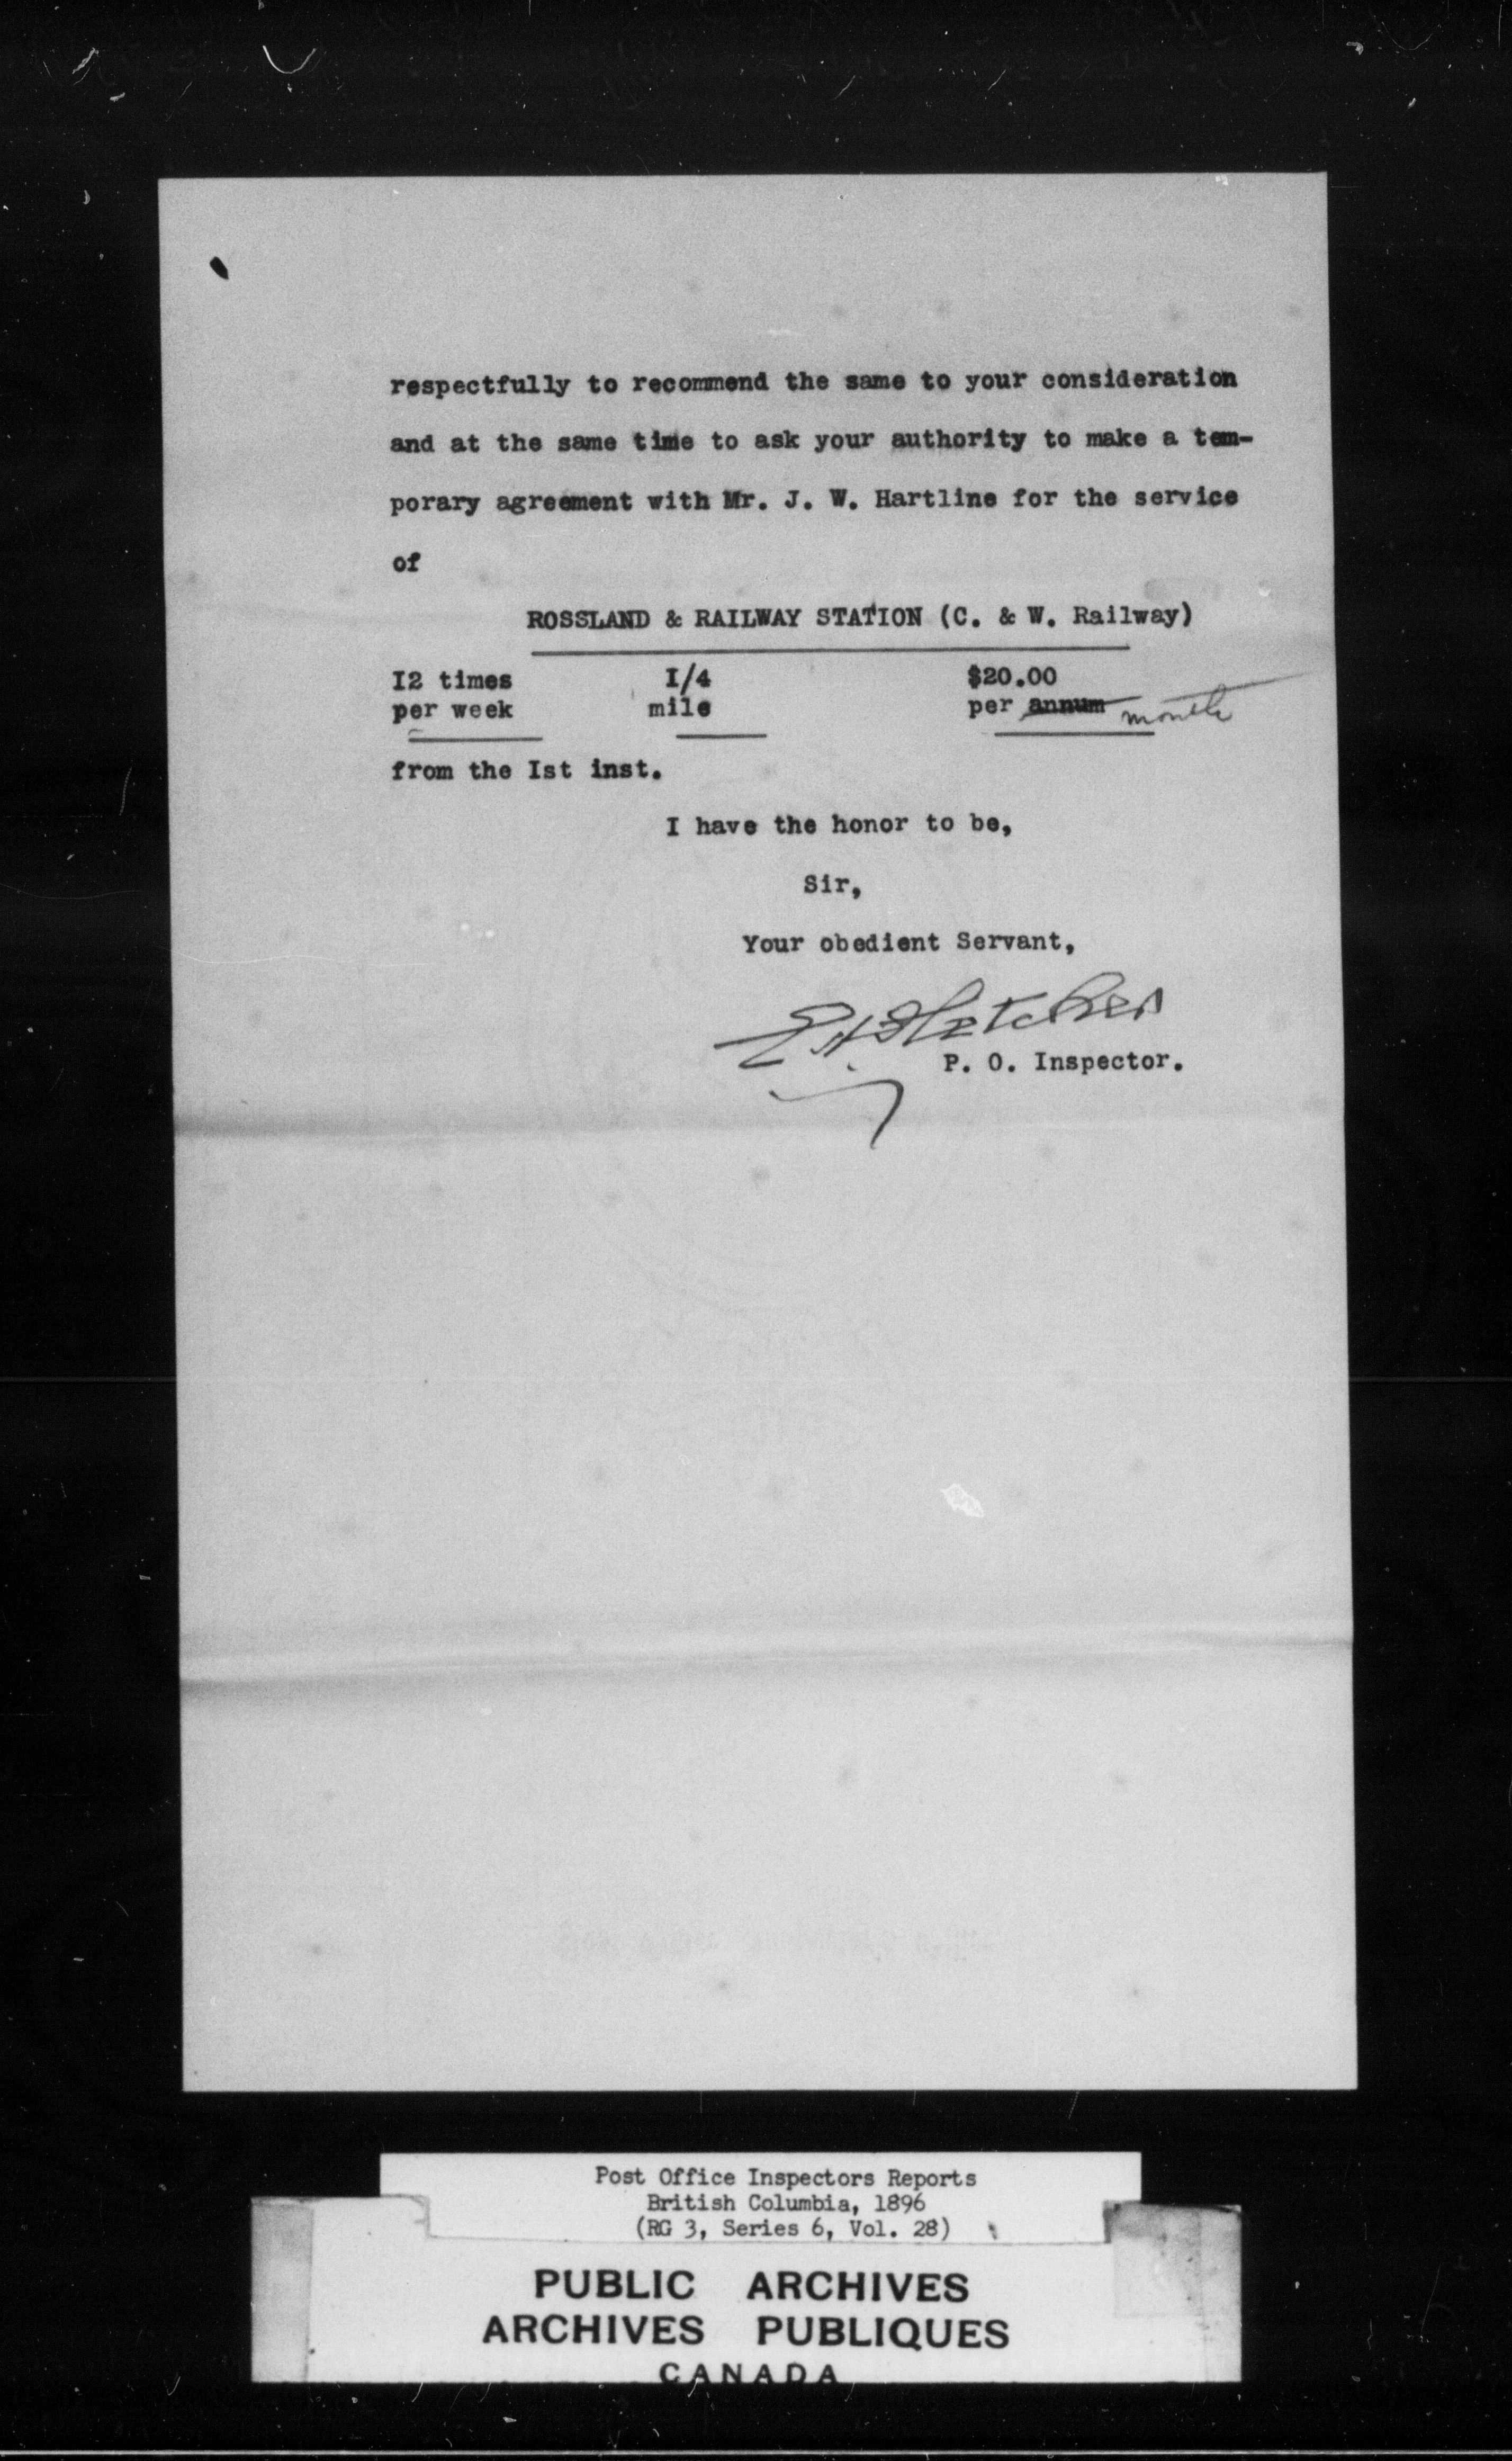 respectfully to recommend the same to your consideration
and at the same time to ask your authority to make a tem-
porary agreement with Mr. J. W. Hartline for the service
of
ROSSLAND & RAILWAY STATION (C. & W. Railway)
I2 times I/4 $20.00
per week mile per annum month
from the Ist inst.
I have the honor to be,
Sir,
Your obedient Servant,
E H Fletcher
P. O. Inspector.
Post Office Inspectors Reports
British Columbia, 1896
(RG 3, Series 6, Vol. 28)
PUBLIC ARCHIVES
ARCHIVES PUBLIQUES
CANADA